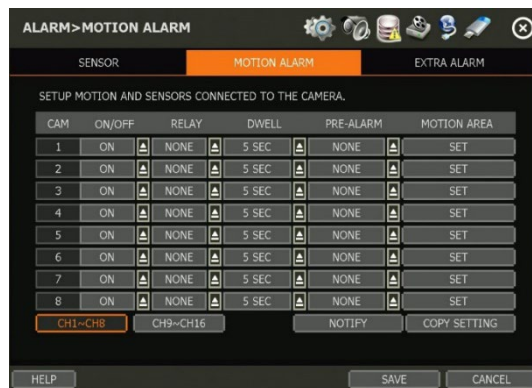 ALARM>MOTION ALARM
SENSOR MOTION ALARM EXTRA ALARM
SETUP MOTION AND SENSORS CONNECTED TO THE CAMERA.
CAM ON/OFF RELAY DWELL PRE-ALARM MOTION AREA
1 ON NONE 5 SEC NONE SET
2 ON NONE 5 SEC NONE SET
3 ON NONE 5 SEC NONE SET
4 ON NONE 5 SEC NONE SET
5 ON NONE 5 SEC NONE SET
6 ON NONE 5 SEC NONE SET
7 ON NONE 5 SEC NONE SET
8 ON NONE 5 SEC NONE SET
CH1~CH8 CH9~CH16 NOTIFY COPY SETTING
HELP SAVE CANCEL